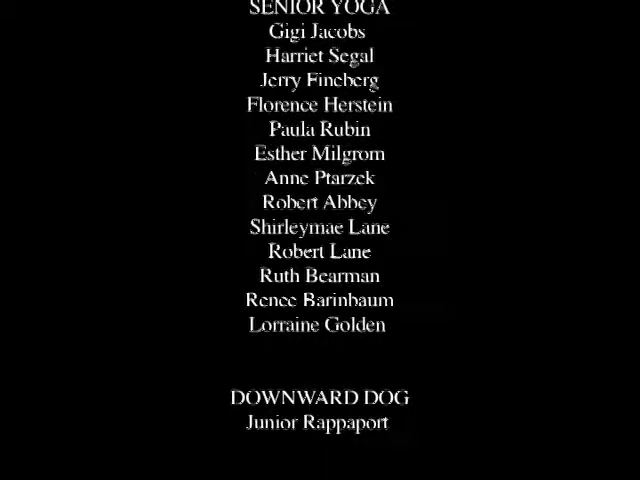 SENIOR YOGA
Gigi Jacobs
Harriet Segal
Jerry Fineberg
Florence Herstein
Paula Rubin
Esther Milgrom
Anne Ptarzek
Robert Abbey
Shirleymae Lane
Robert Lane
Ruth Bearman
Renee Barinbaum
Lorraine Golden
DOWNWARD DOG
Junior Rappaport